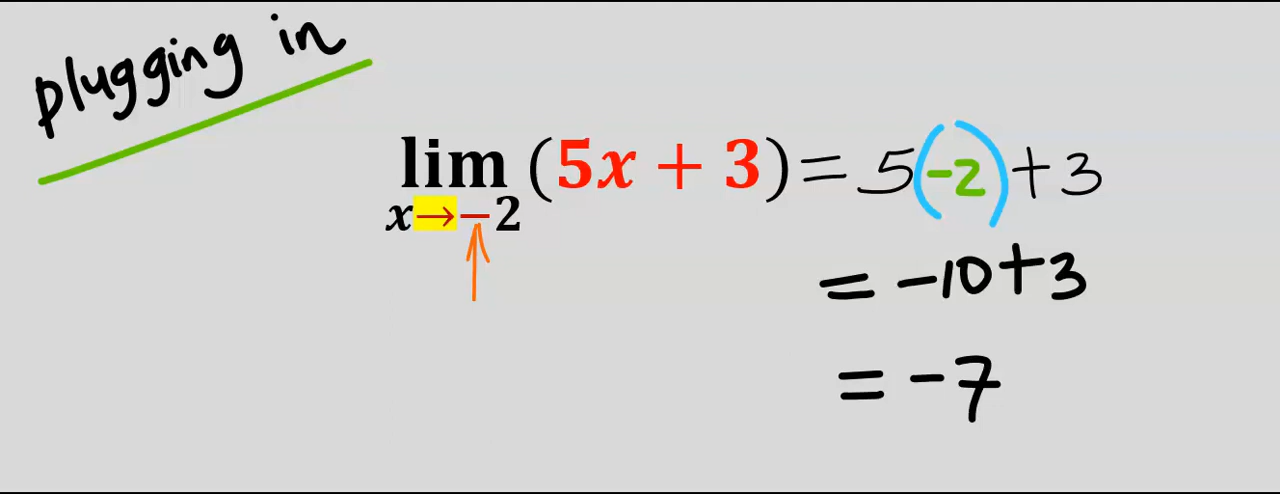 plugging in
lim (5x + 3) = 5(-2) + 3
x → -2
= -10 + 3
= -7